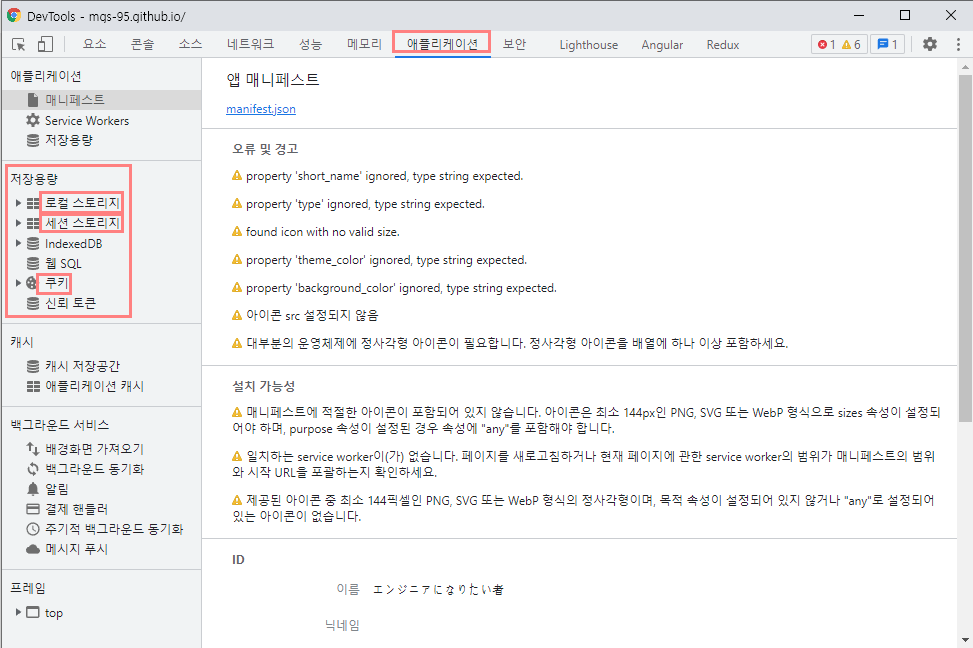 DevTools - mqs-95.github.io/
요소 콘솔 소스 네트워크 성능 메모리 애플리케이션 보안 Lighthouse Angular Redux 1 6 1
애플리케이션
매니페스트
Service Workers
저장용량
저장용량
로컬 스토리지
세션 스토리지
IndexedDB
웹 SQL
쿠키
신뢰 토큰
캐시
캐시 저장공간
애플리케이션 캐시
백그라운드 서비스
배경화면 가져오기
백그라운드 동기화
알림
결제 핸들러
주기적 백그라운드 동기화
메시지 푸시
프레임
top
앱 매니페스트
manifest.json
오류 및 경고
property 'short_name' ignored, type string expected.
property 'type' ignored, type string expected.
found icon with no valid size.
property 'theme_color' ignored, type string expected.
property 'background_color' ignored, type string expected.
아이콘 src 설정되지 않음
대부분의 운영체제에 정사각형 아이콘이 필요합니다. 정사각형 아이콘을 배열에 하나 이상 포함하세요.
설치 가능성
매니페스트에 적절한 아이콘이 포함되어 있지 않습니다. 아이콘은 최소 144px인 PNG, SVG 또는 WebP 형식으로 sizes 속성이 설정되
어야 하며, purpose 속성이 설정된 경우 속성에 "any"를 포함해야 합니다.
일치하는 service worker이(가) 없습니다. 페이지를 새로고침하거나 현재 페이지에 관한 service worker의 범위가 매니페스트의 범위
와 시작 URL을 포괄하는지 확인하세요.
제공된 아이콘 중 최소 144픽셀인 PNG, SVG 또는 WebP 형식의 정사각형이며, 목적 속성이 설정되어 있지 않거나 "any"로 설정되어
있는 아이콘이 없습니다.
ID
이름 エンジニアになりたい者
닉네임